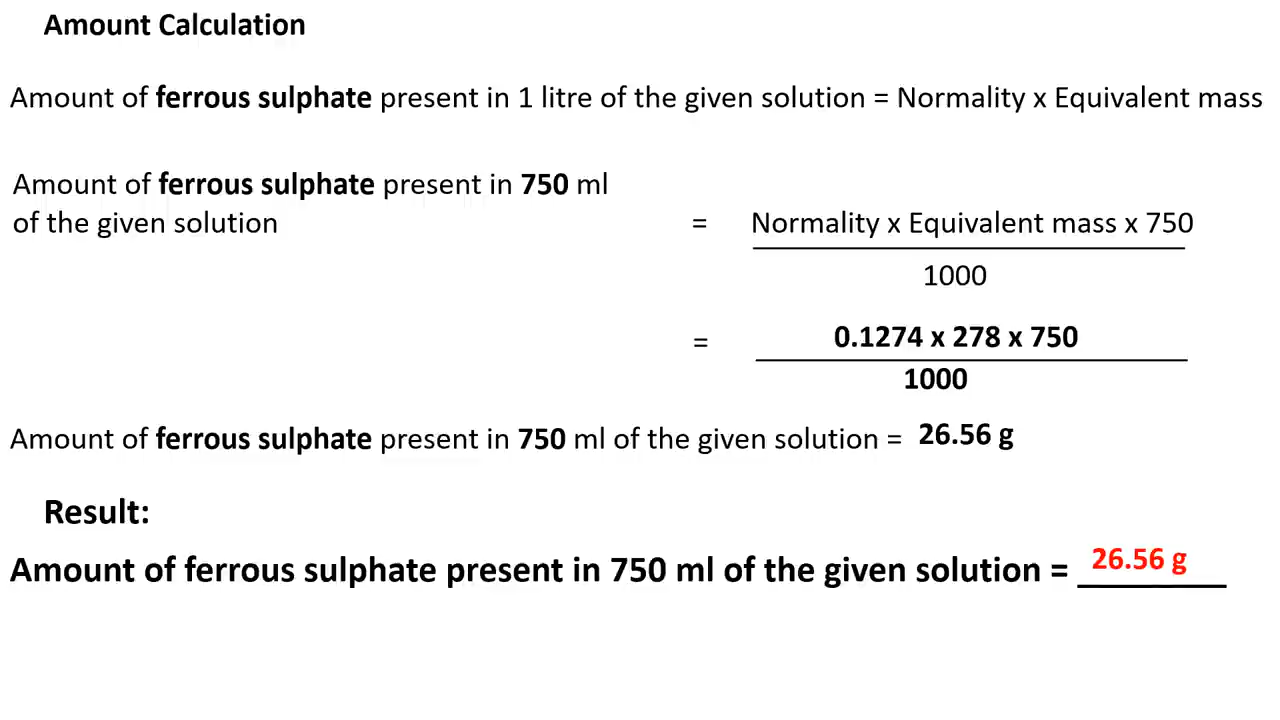 Amount Calculation
Amount of ferrous sulphate present in 1 litre of the given solution = Normality x Equivalent mass
Amount of ferrous sulphate present in 750 ml
of the given solution = Normality x Equivalent mass x 750
1000
= 0.1274 x 278 x 750
1000
Amount of ferrous sulphate present in 750 ml of the given solution = 26.56 g
Result:
Amount of ferrous sulphate present in 750 ml of the given solution = 26.56 g